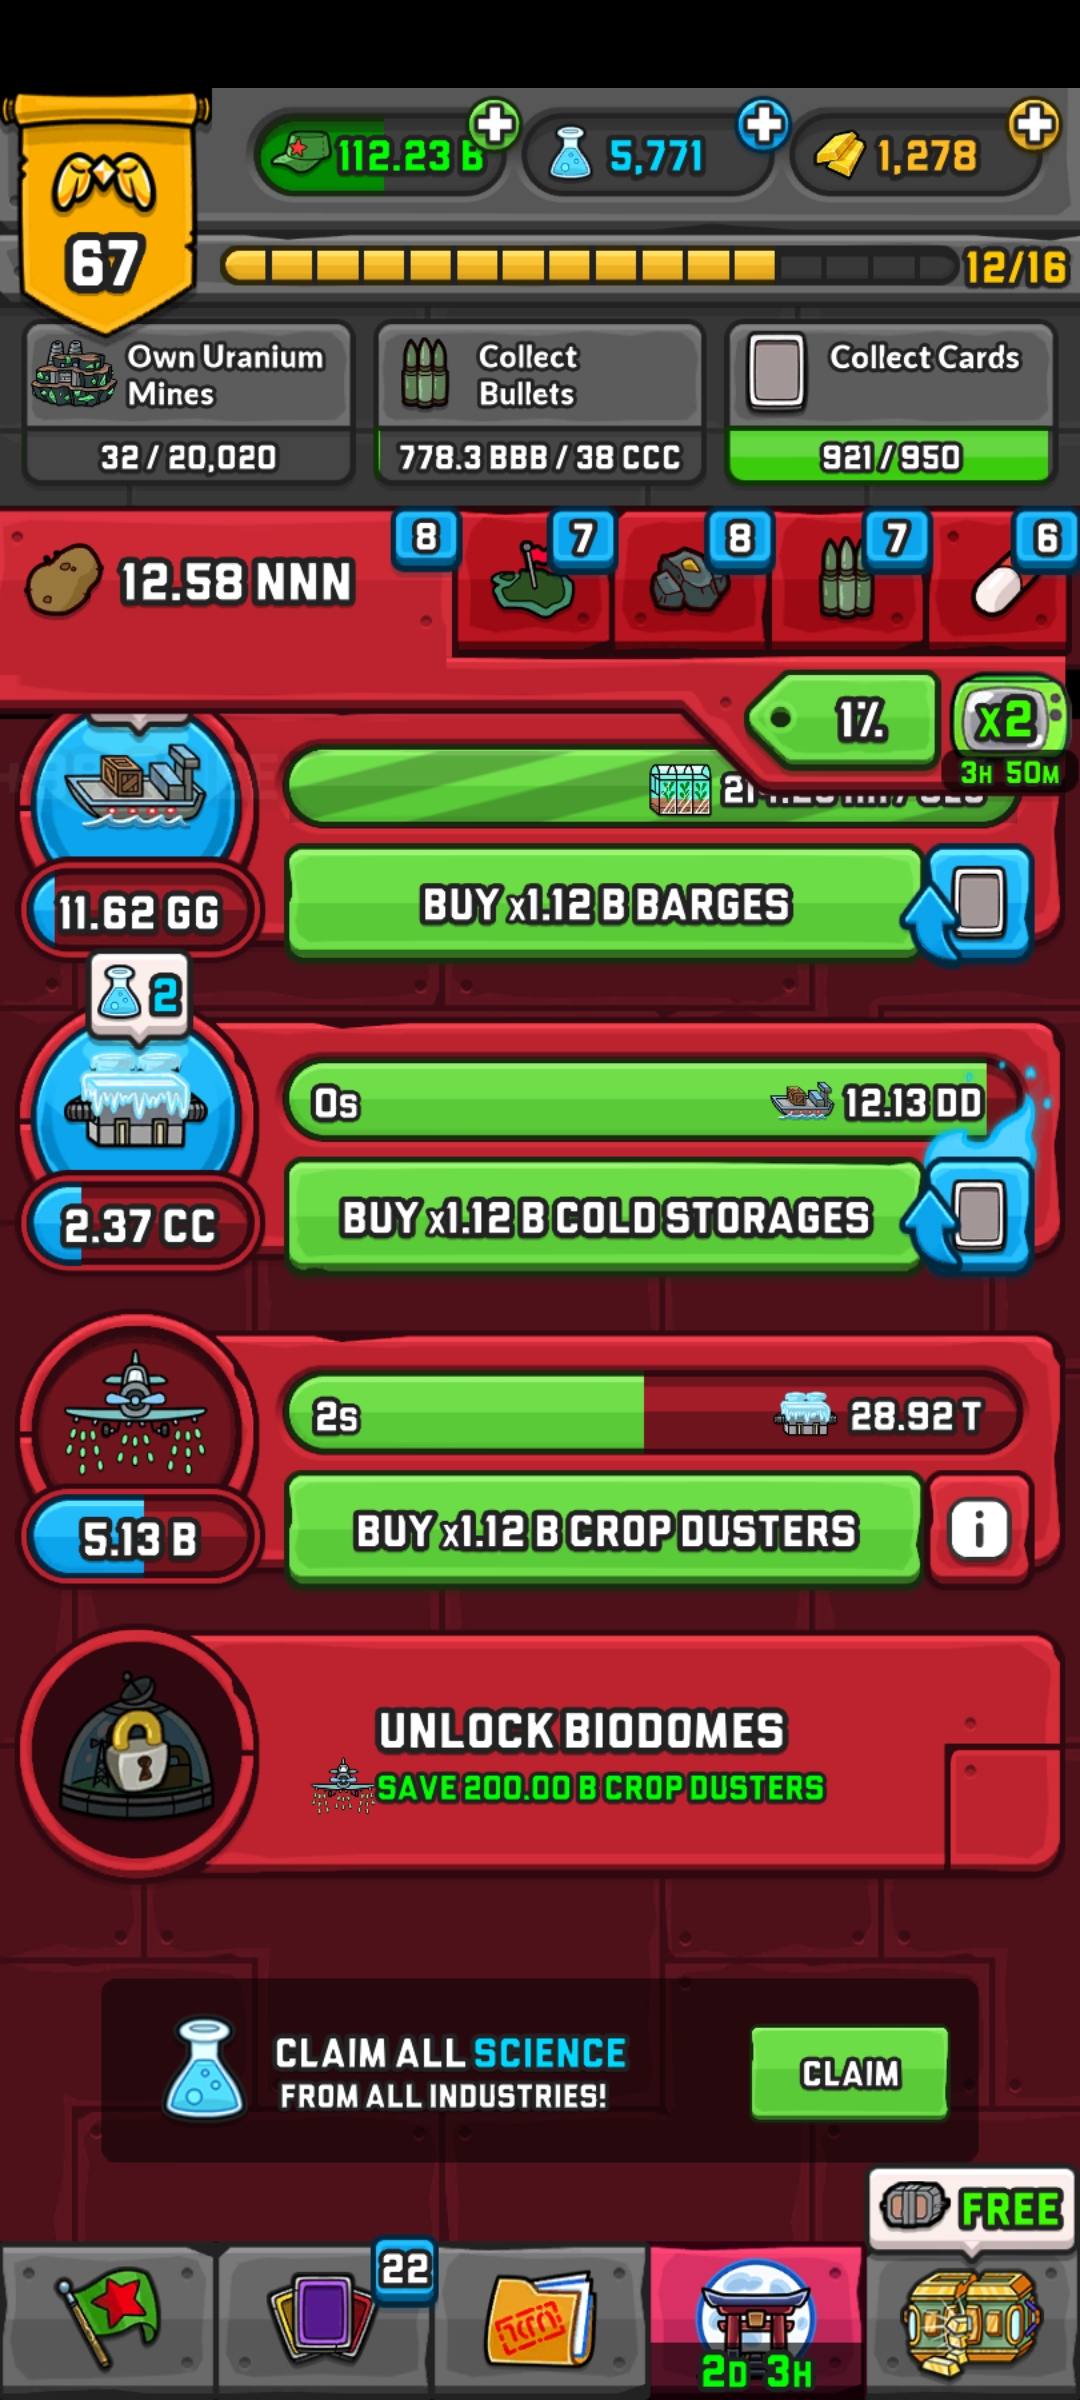 112.23 B
5,771
1,278
67
12/16
Own Uranium
Mines
32 / 20,020
Collect
Bullets
778.3 BBB / 38 CCC
Collect Cards
921 / 950
12.58 NNN
8
7
8
7
6
1%
x2
3H 50M
11.62 GG
BUY x1.12 B BARGES
2
0s
12.13 DD
2.37 CC
BUY x1.12 B COLD STORAGES
2s
28.92 T
5.13 B
BUY x1.12 B CROP DUSTERS
i
UNLOCK BIODOMES
SAVE 200.00 B CROP DUSTERS
CLAIM ALL SCIENCE
FROM ALL INDUSTRIES!
CLAIM
FREE
22
2D 3H